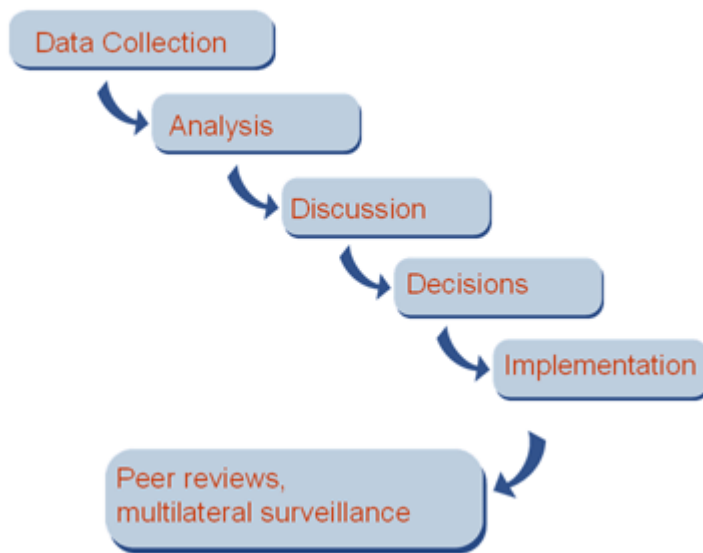 Data Collection
Analysis
Discussion
Decisions
Implementation
Peer reviews,
multilateral surveillance